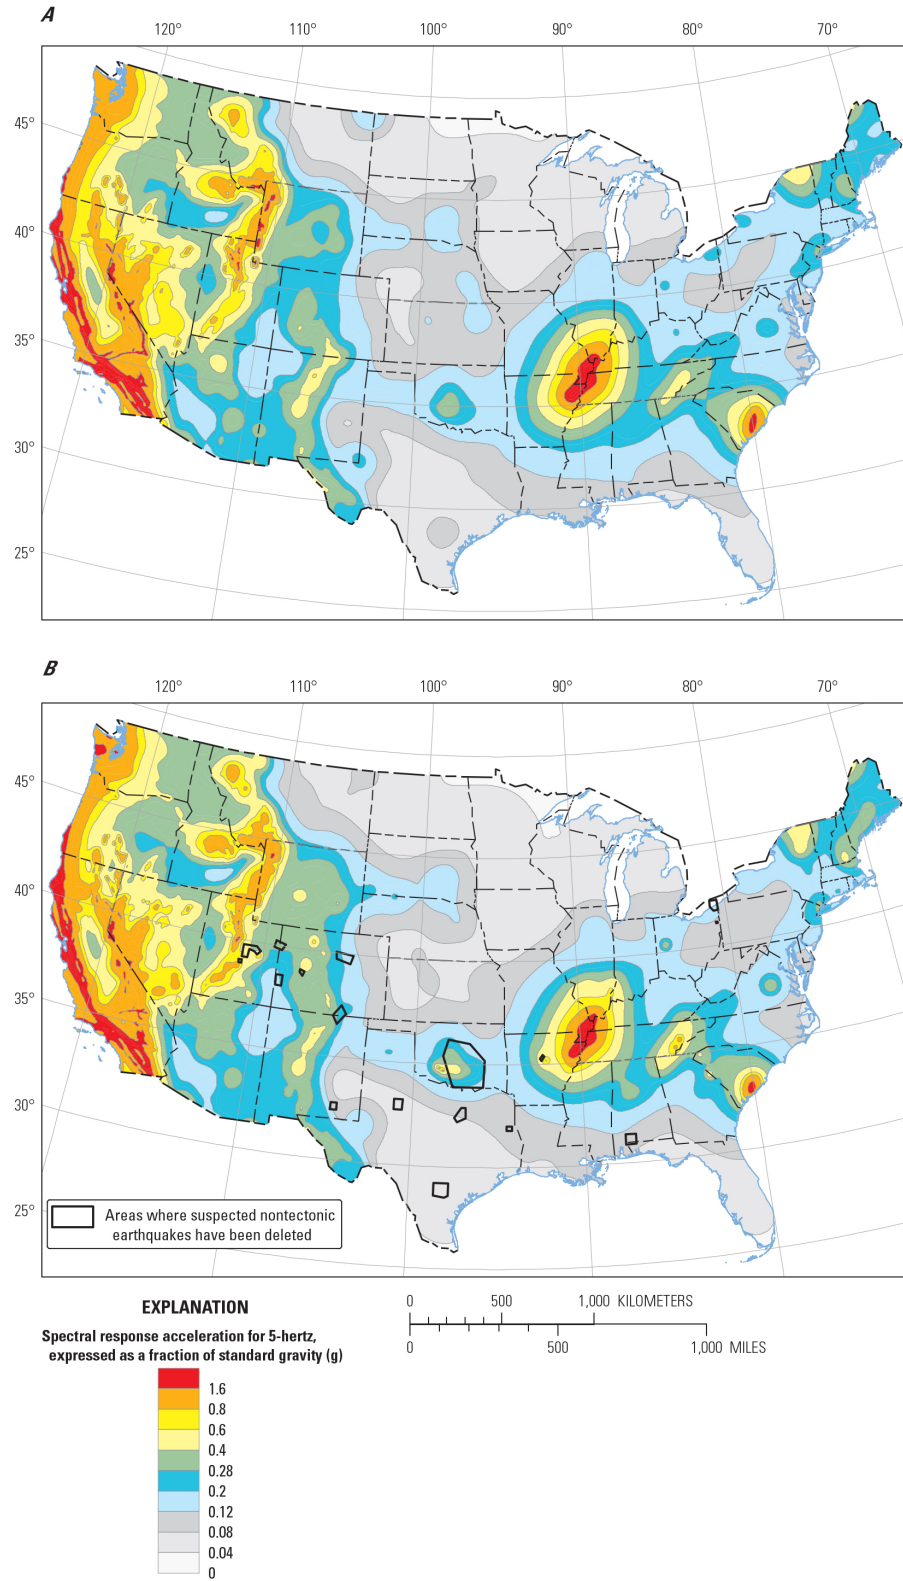 A
120° 110° 100° 90° 80° 70°
45°
40°
35°
30°
25°
B
120° 110° 100° 90° 80° 70°
45°
40°
35°
30°
25°
Areas where suspected nontectonic
earthquakes have been deleted
EXPLANATION
Spectral response acceleration for 5-hertz,
expressed as a fraction of standard gravity (g)
1.6
0.8
0.6
0.4
0.28
0.2
0.12
0.08
0.04
0
0 500 1,000 KILOMETERS
0 500 1,000 MILES